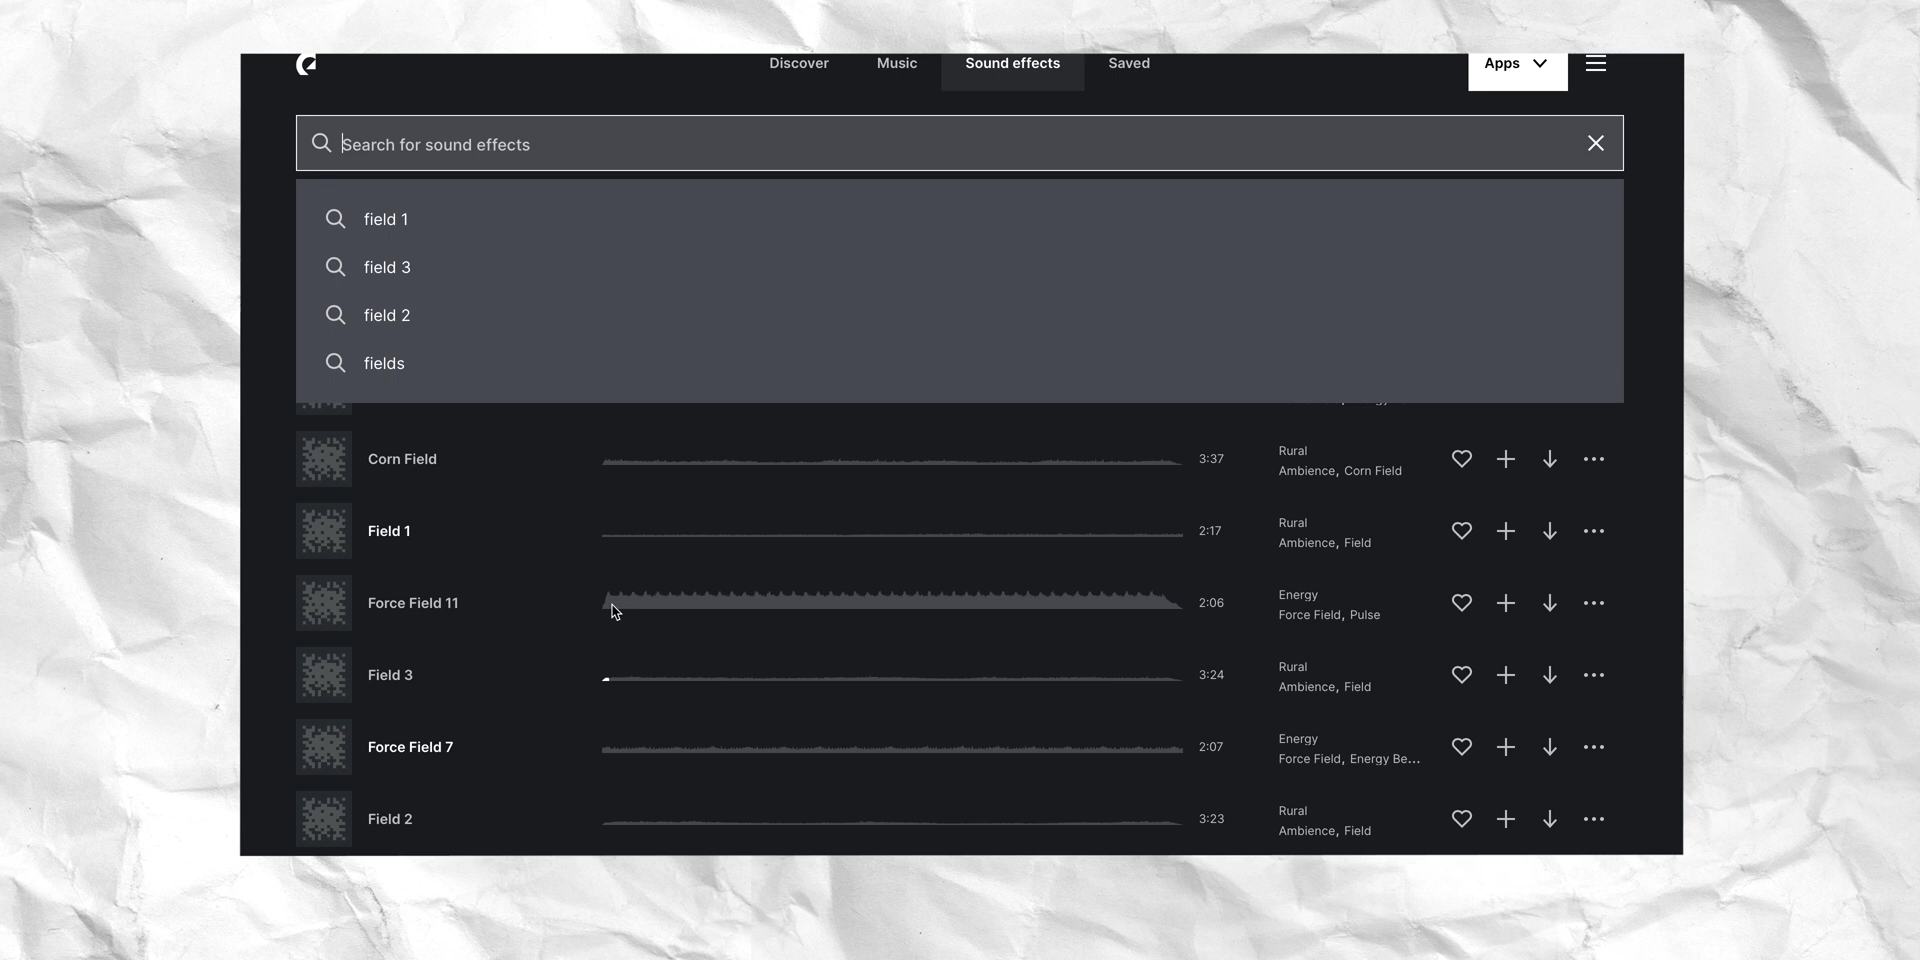 Discover Music Sound effects Saved Apps
Search for sound effects
field 1
field 3
field 2
fields
Corn Field 3:37 Rural
Ambience, Corn Field
Field 1 2:17 Rural
Ambience, Field
Force Field 11 2:06 Energy
Force Field, Pulse
Field 3 3:24 Rural
Ambience, Field
Force Field 7 2:07 Energy
Force Field, Energy Be...
Field 2 3:23 Rural
Ambience, Field